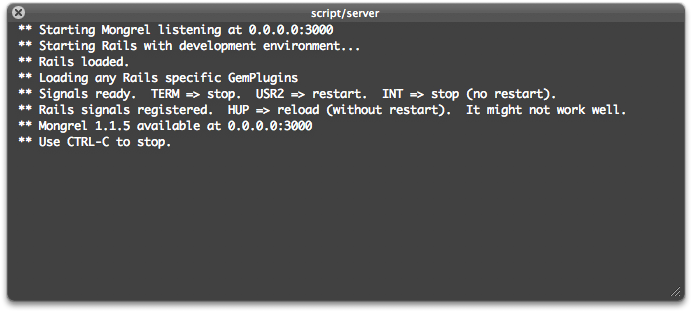 script/server
** Starting Mongrel listening at 0.0.0.0:3000
** Starting Rails with development environment...
** Rails loaded.
** Loading any Rails specific GemPlugins
** Signals ready.  TERM => stop.  USR2 => restart.  INT => stop (no restart).
** Rails signals registered.  HUP => reload (without restart).  It might not work well.
** Mongrel 1.1.5 available at 0.0.0.0:3000
** Use CTRL-C to stop.